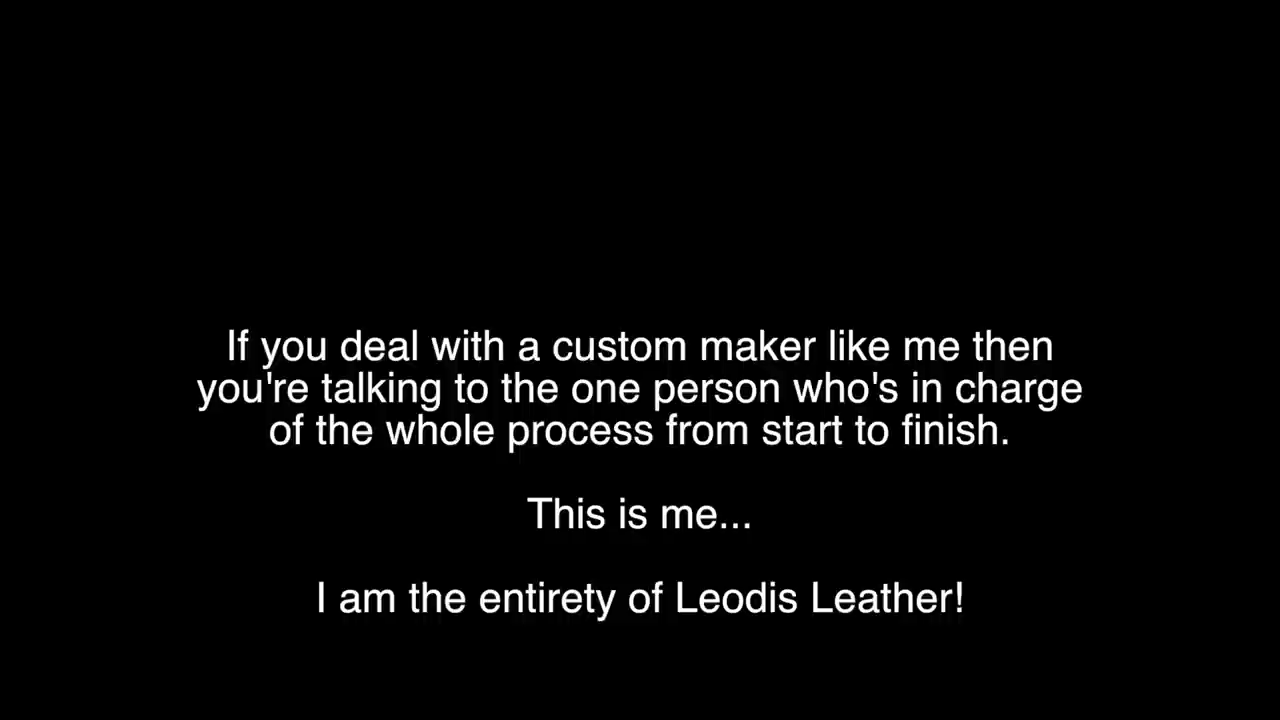 If you deal with a custom maker like me then
you're talking to the one person who's in charge
of the whole process from start to finish.
This is me...
I am the entirety of Leodis Leather!